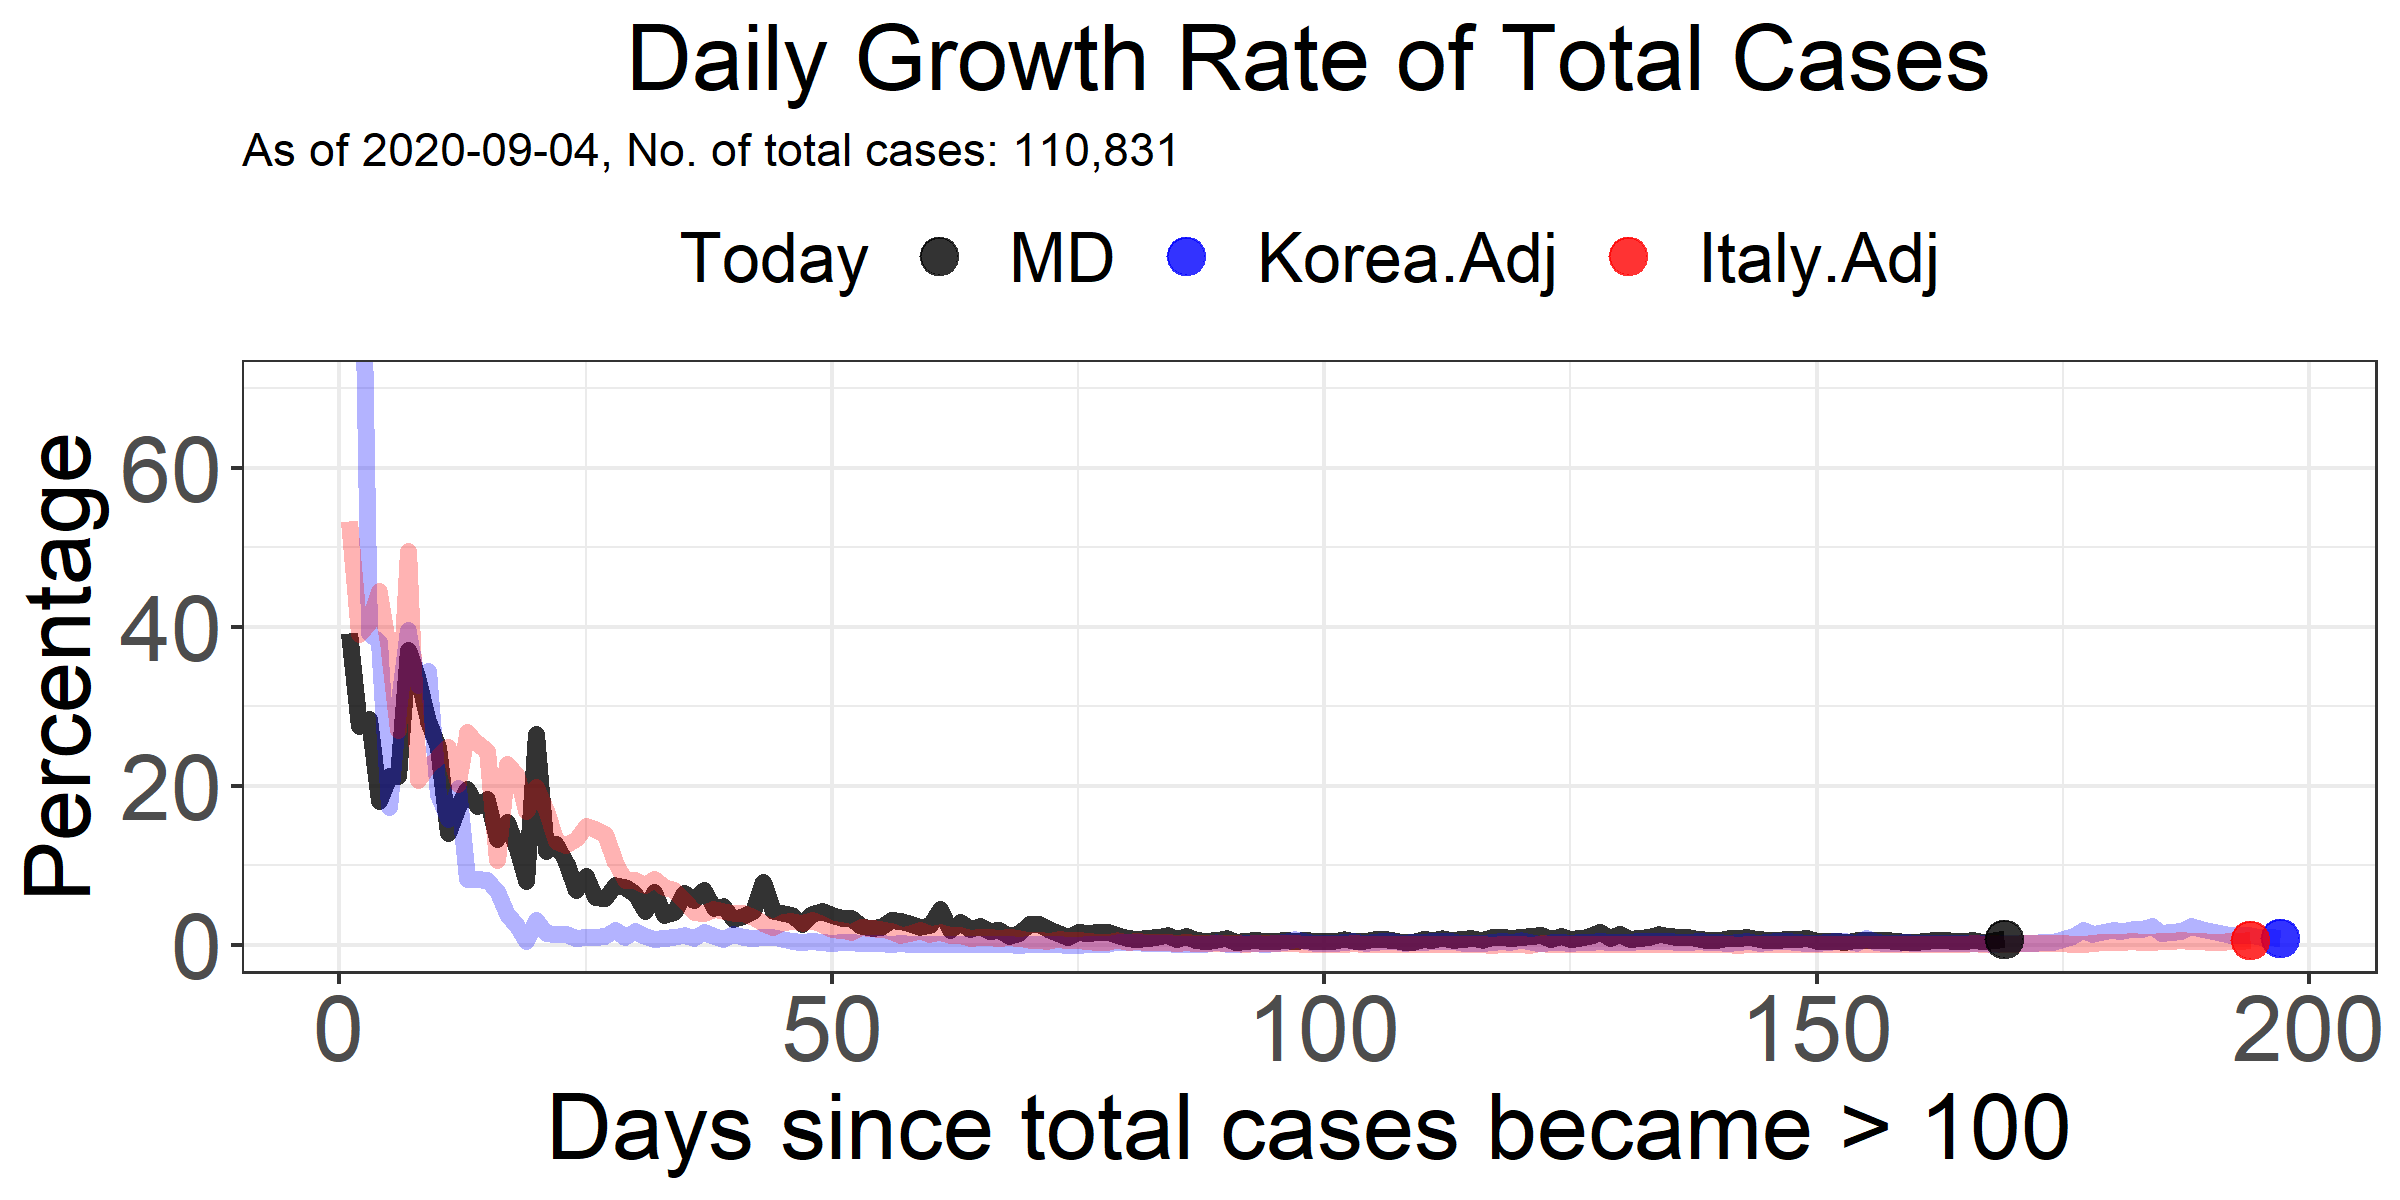 Daily Growth Rate of Total Cases
As of 2020-09-04, No. of total cases: 110,831
Today MD Korea.Adj Italy.Adj
Percentage
60
40
20
0
0 50 100 150 200
Days since total cases became > 100